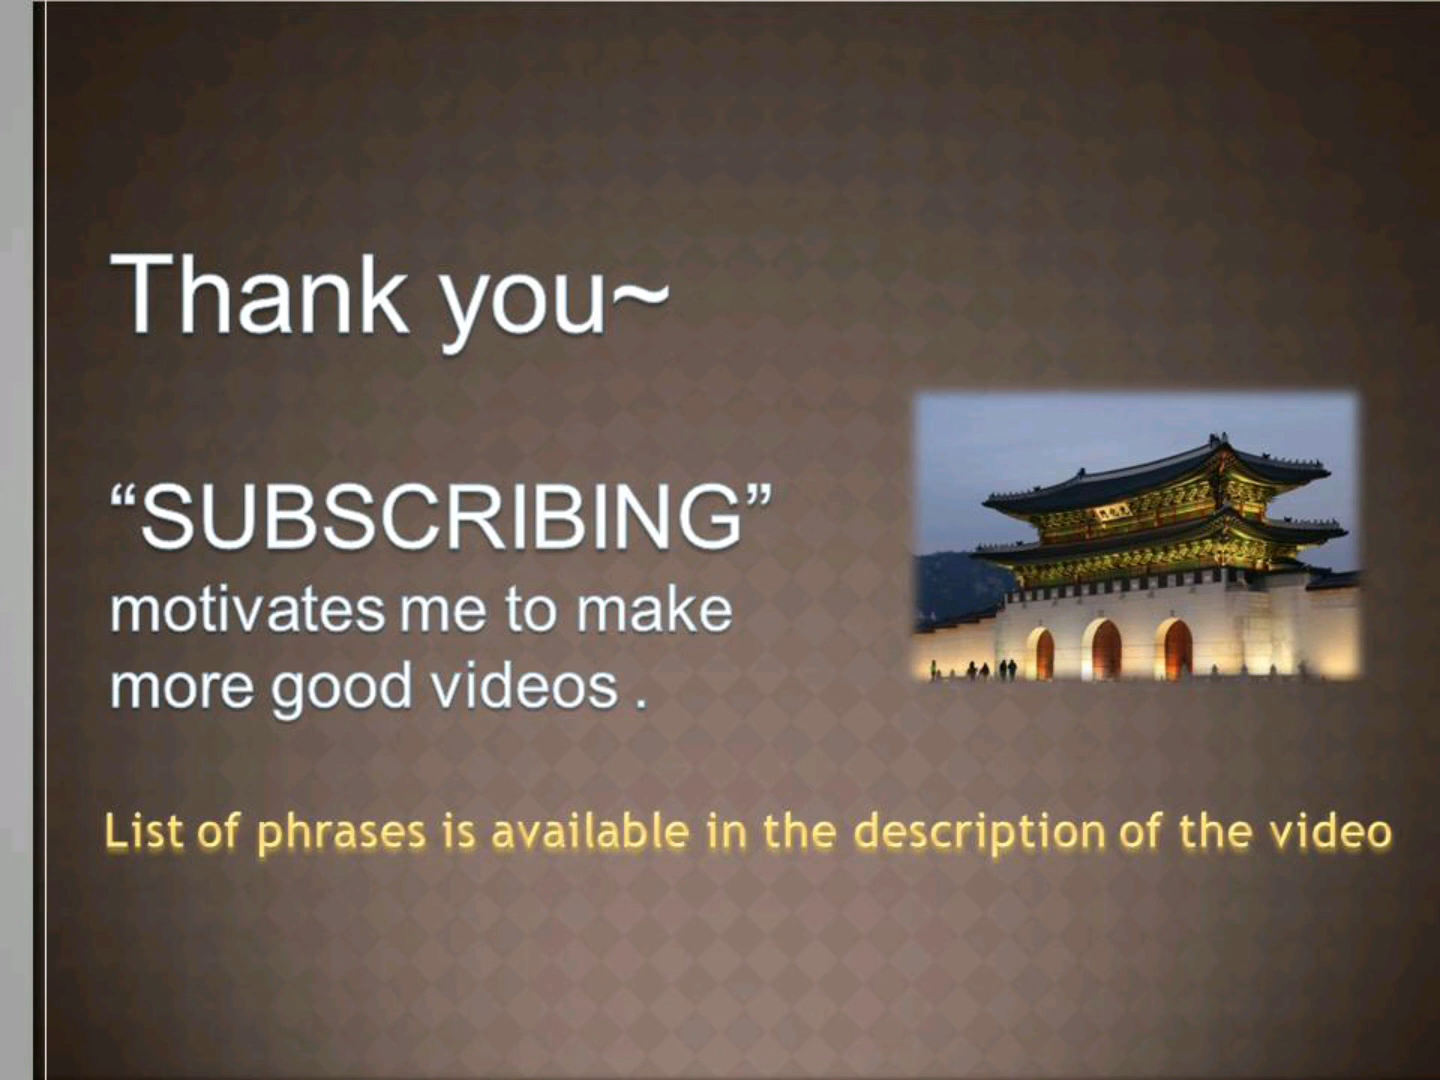 Thank you~
“SUBSCRIBING”
motivates me to make
more good videos .
List of phrases is available in the description of the video